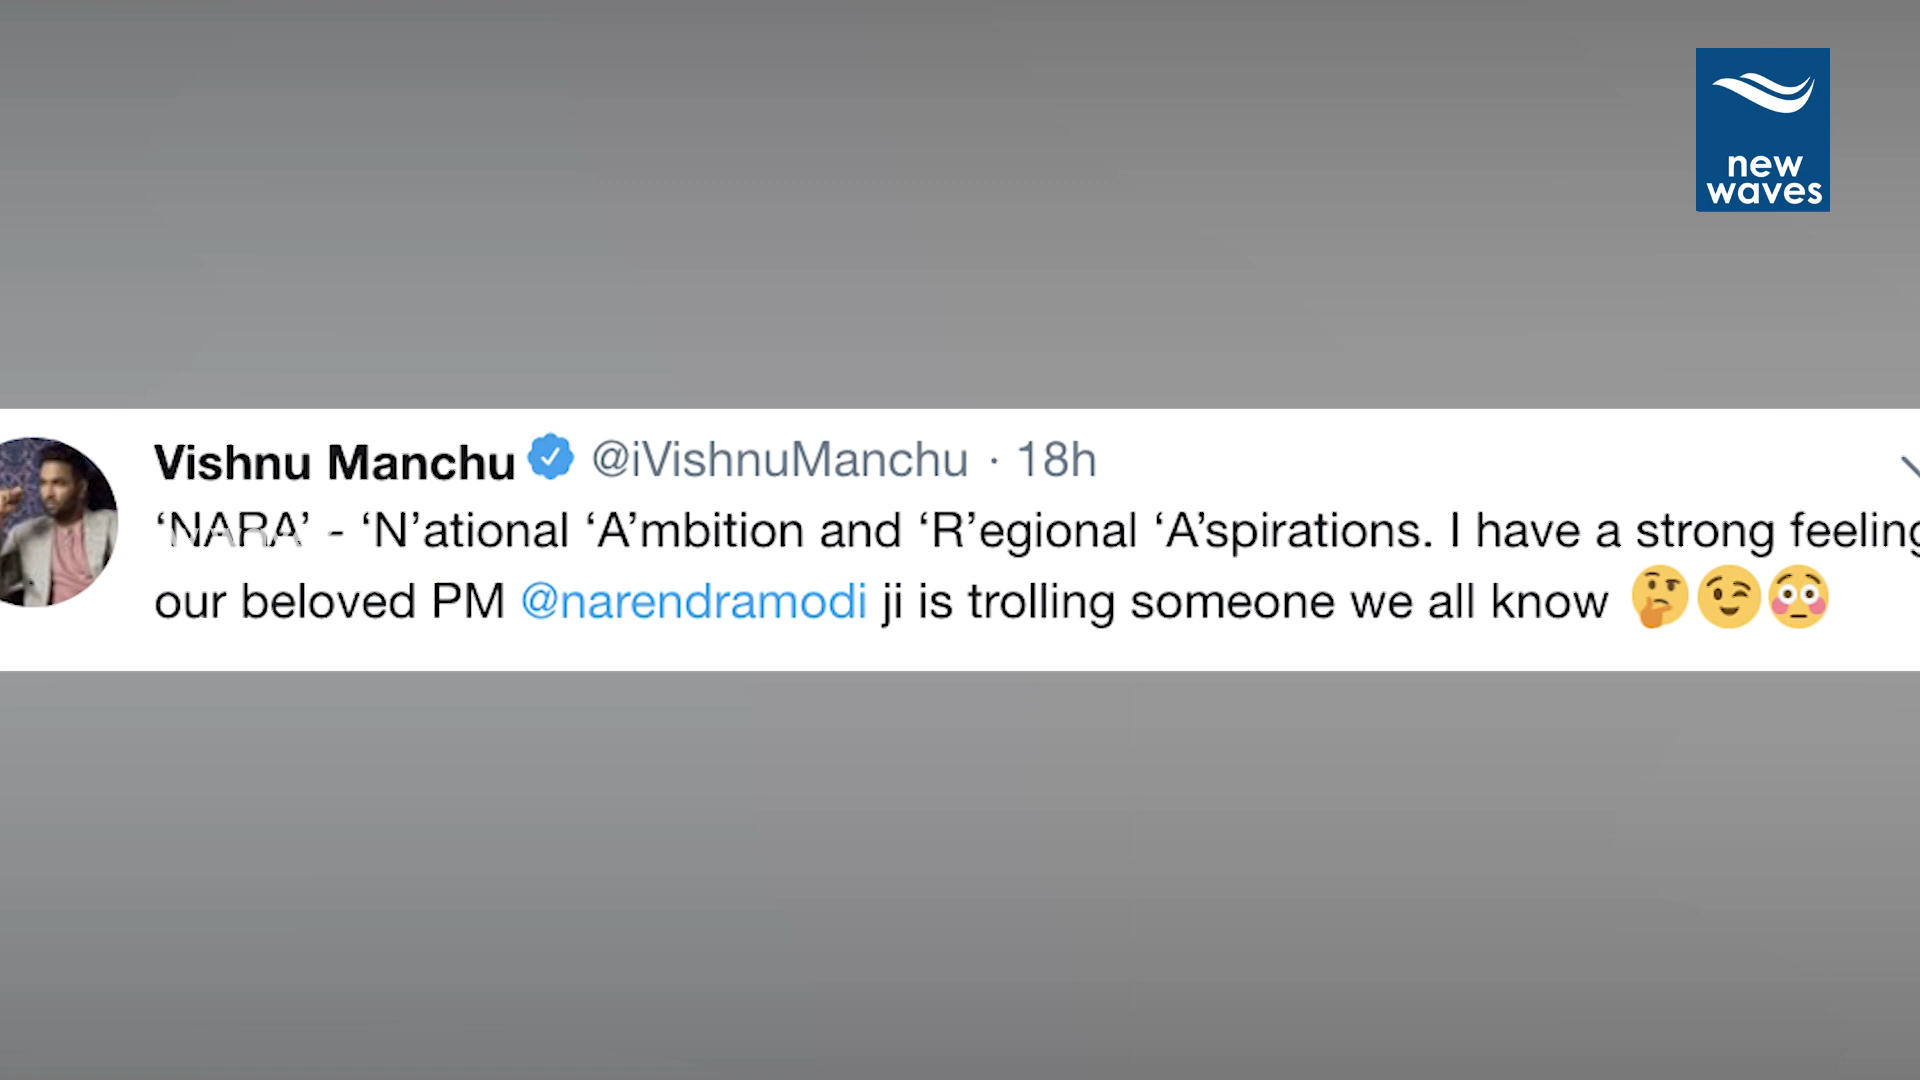 new
waves
Vishnu Manchu @iVishnuManchu · 18h
‘NARA’ - ‘N’ational ‘A’mbition and ‘R’egional ‘A’spirations. I have a strong feeling
our beloved PM @narendramodi ji is trolling someone we all know 🤔😉😳